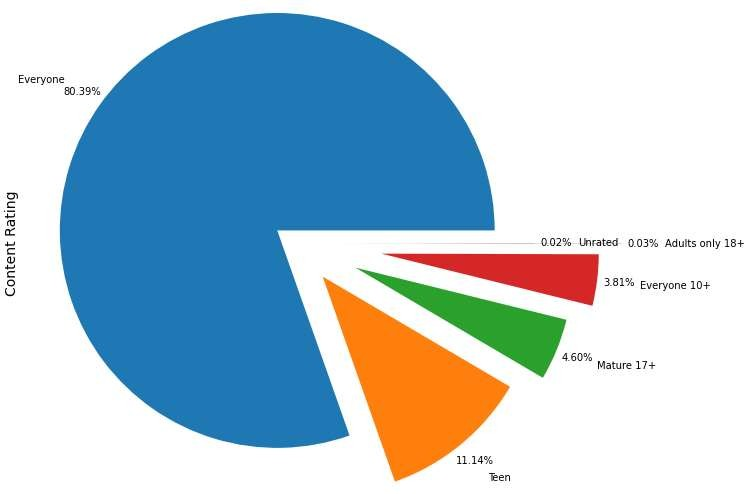 Everyone
80.39%
Content Rating
0.02% Unrated
0.03% Adults only 18+
3.81% Everyone 10+
4.60% Mature 17+
11.14%
Teen